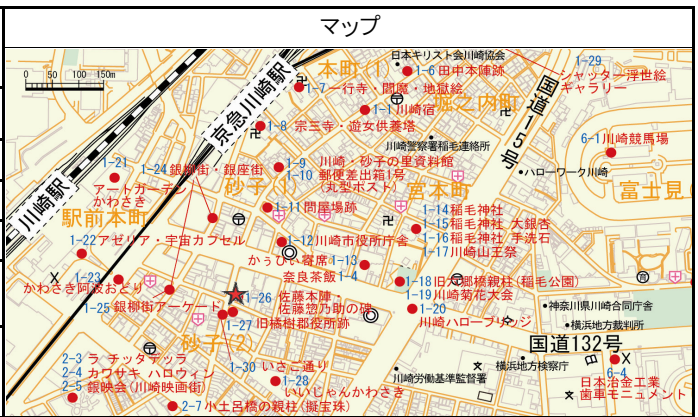 マップ
0 50 100 150m
日本キリスト会川崎協会
1-6 田中本陣跡
本町(1)
1-7 一行寺・閻魔・地獄絵
1-1 川崎宿
堀之内町
1-29
シャッター浮世絵
ギャラリー
国道15号
京急川崎駅
1-8 宗三寺・遊女供養塔
川崎警察署稲毛連絡所
6-1 川崎競馬場
ハローワーク川崎
富士見
1-21
アートガーデン
かわさき
1-24 銀柳街・銀座街
1-9 川崎・砂子の里資料館
1-10 郵便差出箱1号
(丸型ポスト)
砂子(1)
宮本町
川崎駅
駅前本町
1-11 問屋場跡
1-14 稲毛神社
1-15 稲毛神社 大銀杏
1-16 稲毛神社 手洗石
1-17 川崎山王祭
1-22 アゼリア・宇宙カプセル
1-12 川崎市役所庁舎
かぅひぃ寄席 1-13
奈良茶飯 1-4
1-23
かわさき阿波おどり
1-18 旧大郷橋親柱(稲毛公園)
1-19 川崎菊花大会
1-20
川崎ハローブリッジ
1-25 銀柳街アーケード
1-26 佐藤本陣・
佐藤惣乃助の碑
1-27 旧橘樹郡役所跡
神奈川県川崎合同庁舎
横浜地方裁判所
国道132号
砂子(2)
2-3 ラ チッタデッラ
2-4 カワサキ ハロウィン
2-5 銀映会(川崎映画街)
1-30 いさご通り
1-28
いいじゃんかわさき
川崎労働基準監督署
横浜地方検察庁
6-4
日本冶金工業
歯車モニュメント
2-7 小土呂橋の親柱(擬宝珠)